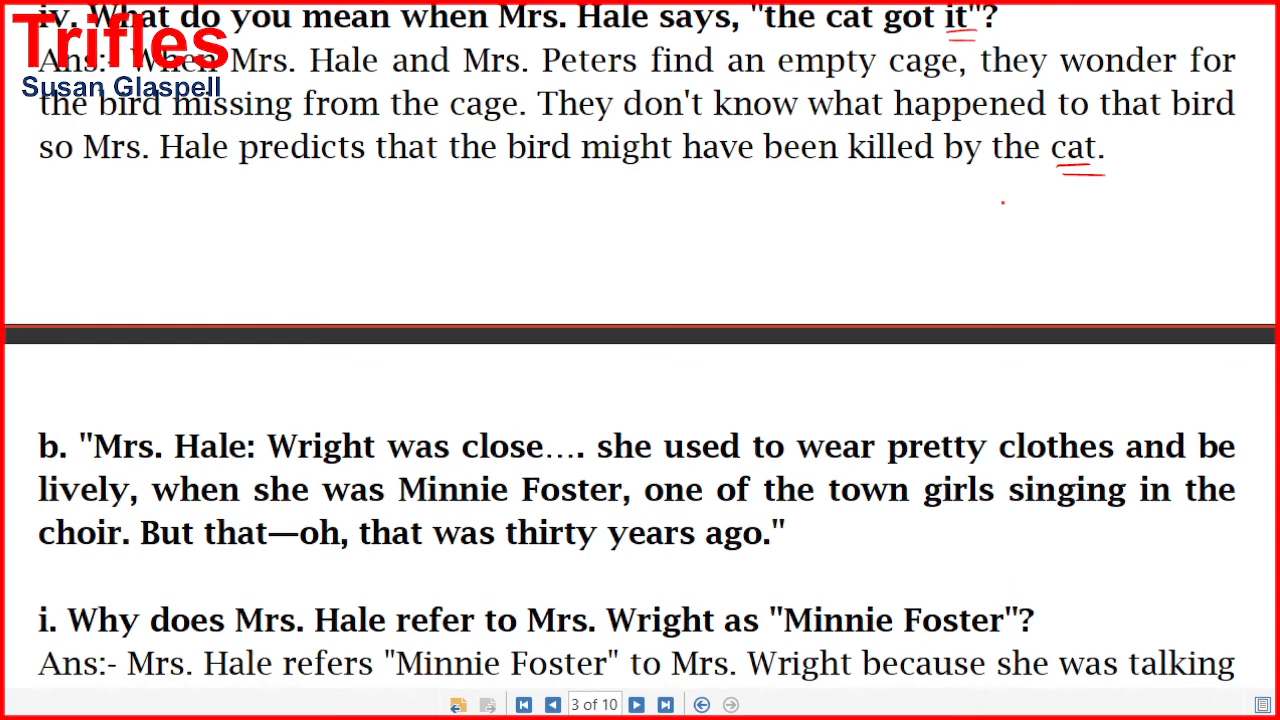 iv. What do you mean when Mrs. Hale says, "the cat got it"?
Trifles
Ans:- When Mrs. Hale and Mrs. Peters find an empty cage, they wonder for
Susan Glaspell
the bird missing from the cage. They don't know what happened to that bird
so Mrs. Hale predicts that the bird might have been killed by the cat.
b. "Mrs. Hale: Wright was close…. she used to wear pretty clothes and be
lively, when she was Minnie Foster, one of the town girls singing in the
choir. But that—oh, that was thirty years ago."
i. Why does Mrs. Hale refer to Mrs. Wright as "Minnie Foster"?
Ans:- Mrs. Hale refers "Minnie Foster" to Mrs. Wright because she was talking
3 of 10